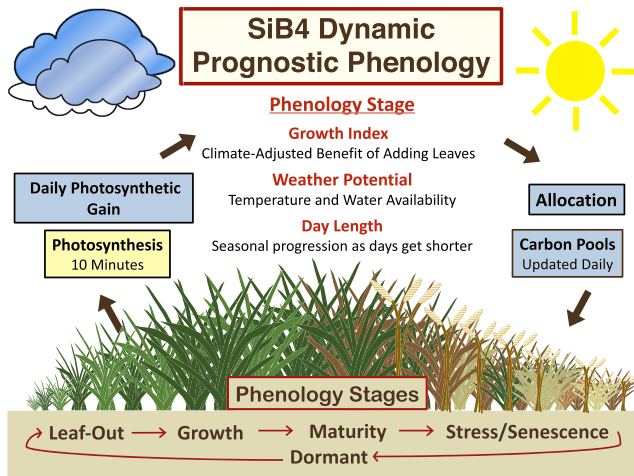 SiB4 Dynamic
Prognostic Phenology
Phenology Stage
Growth Index
Climate-Adjusted Benefit of Adding Leaves
Weather Potential
Temperature and Water Availability
Day Length
Seasonal progression as days get shorter
Daily Photosynthetic
Gain
Photosynthesis
10 Minutes
Allocation
Carbon Pools
Updated Daily
Phenology Stages
Leaf-Out Growth Maturity Stress/Senescence
Dormant